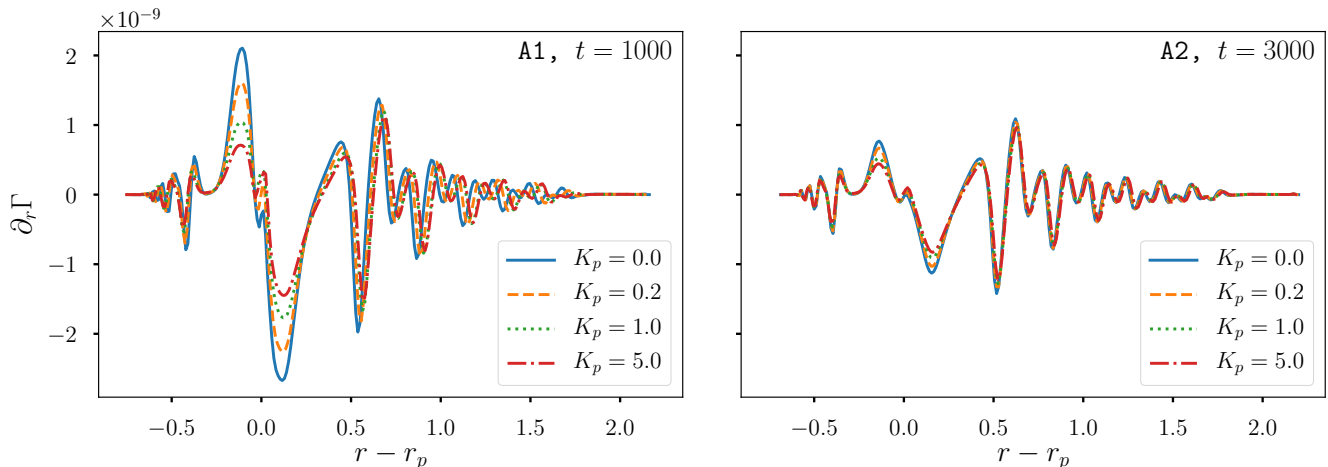 ×10⁻⁹
A1, t = 1000
∂ᵣΓ
2
1
0
−1
−2
K_p = 0.0
K_p = 0.2
K_p = 1.0
K_p = 5.0
−0.5 0.0 0.5 1.0 1.5 2.0
r − r_p
A2, t = 3000
K_p = 0.0
K_p = 0.2
K_p = 1.0
K_p = 5.0
−0.5 0.0 0.5 1.0 1.5 2.0
r − r_p